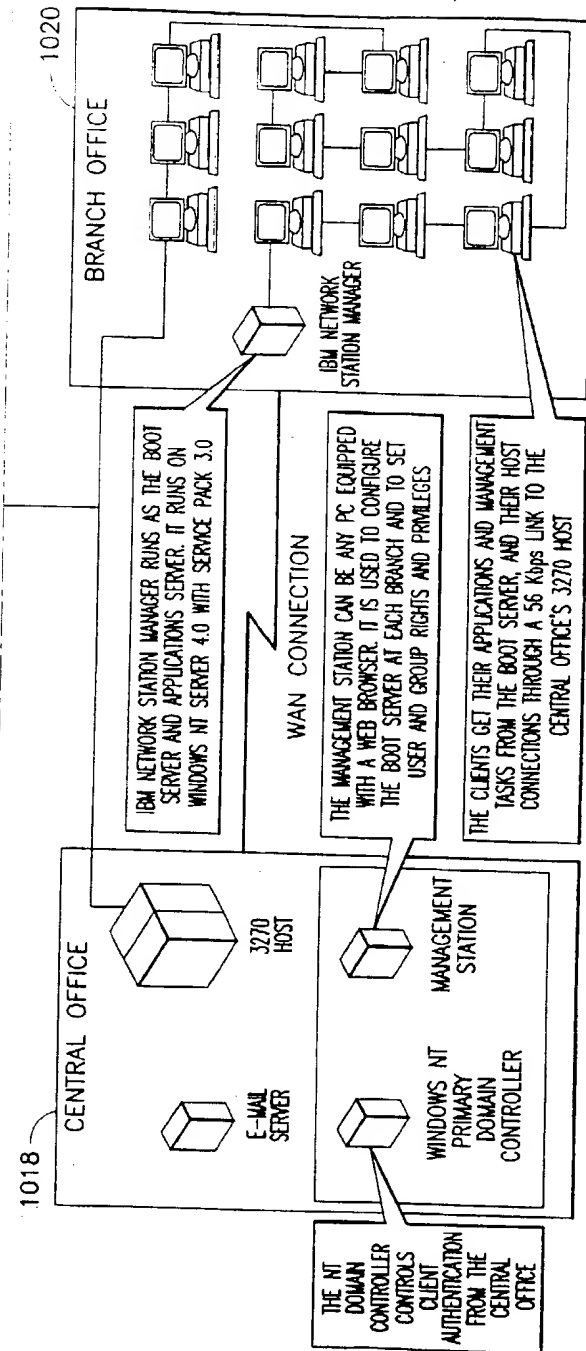 1018
CENTRAL OFFICE
E-MAIL
SERVER
3270
HOST
WINDOWS NT
PRIMARY
DOMAIN
CONTROLLER
MANAGEMENT
STATION
THE NT
DOMAIN
CONTROLLER
CONTROLS
CLIENT
AUTHENTICATION
FROM THE
CENTRAL
OFFICE
IBM NETWORK STATION MANAGER RUNS AS THE BOOT
SERVER AND APPLICATIONS SERVER. IT RUNS ON
WINDOWS NT SERVER 4.0 WITH SERVICE PACK 3.0
WAN CONNECTION
THE MANAGEMENT STATION CAN BE ANY PC EQUIPPED
WITH A WEB BROWSER. IT IS USED TO CONFIGURE
THE BOOT SERVER AT EACH BRANCH AND TO SET
USER AND GROUP RIGHTS AND PRIVILEGES
THE CLIENTS GET THEIR APPLICATIONS AND MANAGEMENT
TASKS FROM THE BOOT SERVER, AND THEIR HOST
CONNECTIONS THROUGH A 56 Kbps LINK TO THE
CENTRAL OFFICE'S 3270 HOST
1020
BRANCH OFFICE
IBM NETWORK
STATION MANAGER